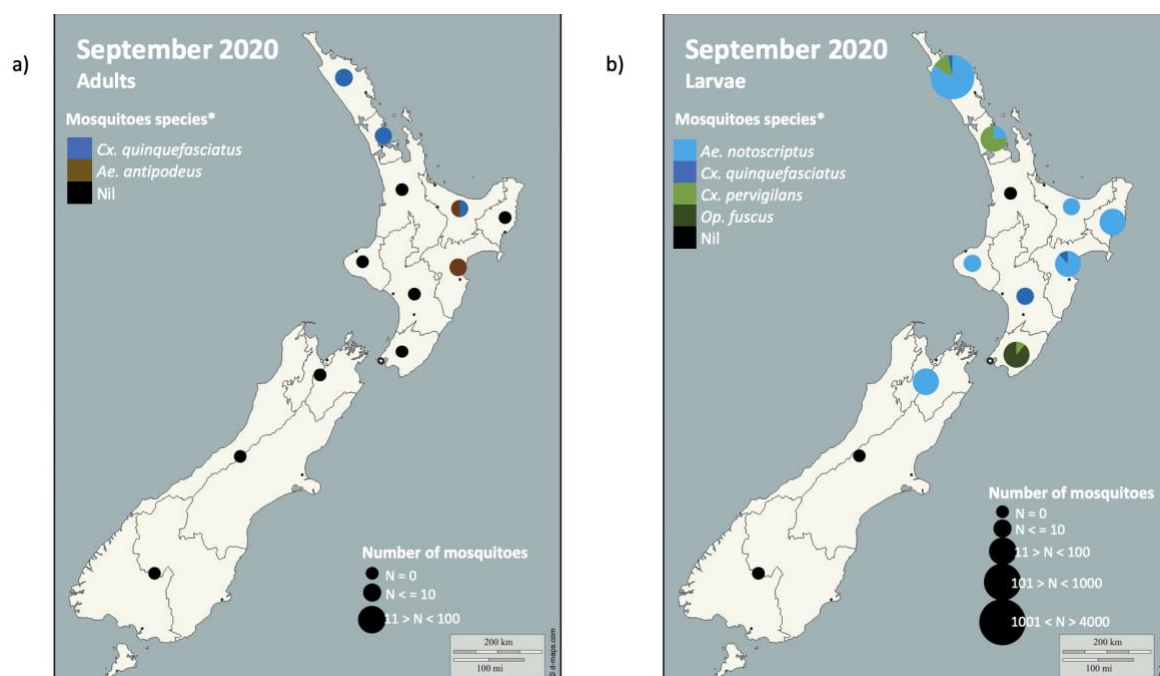 a)
September 2020
Adults
Mosquitoes species*
Cx. quinquefasciatus
Ae. antipodeus
Nil
Number of mosquitoes
N = 0
N < = 10
11 > N < 100
200 km
100 mi
© d-maps.com
b)
September 2020
Larvae
Mosquitoes species*
Ae. notoscriptus
Cx. quinquefasciatus
Cx. pervigilans
Op. fuscus
Nil
Number of mosquitoes
N = 0
N < = 10
11 > N < 100
101 > N < 1000
1001 < N > 4000
200 km
100 mi